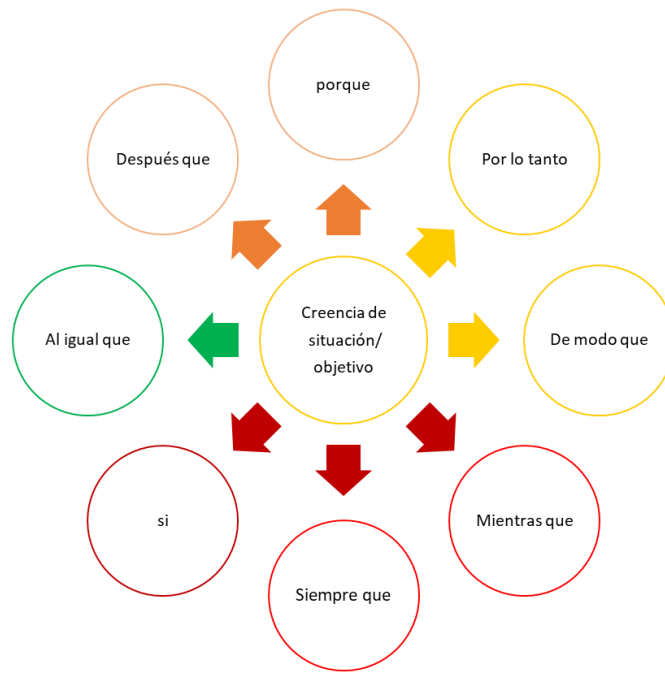 porque
Después que
Por lo tanto
Creencia de
situación/
objetivo
Al igual que
De modo que
si
Mientras que
Siempre que